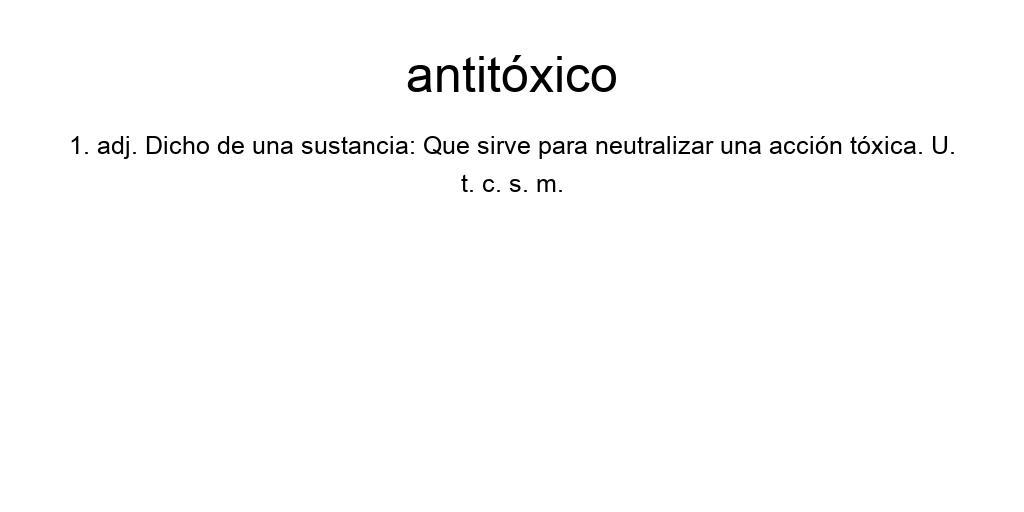 antitóxico
1. adj. Dicho de una sustancia: Que sirve para neutralizar una acción tóxica. U.
t. c. s. m.